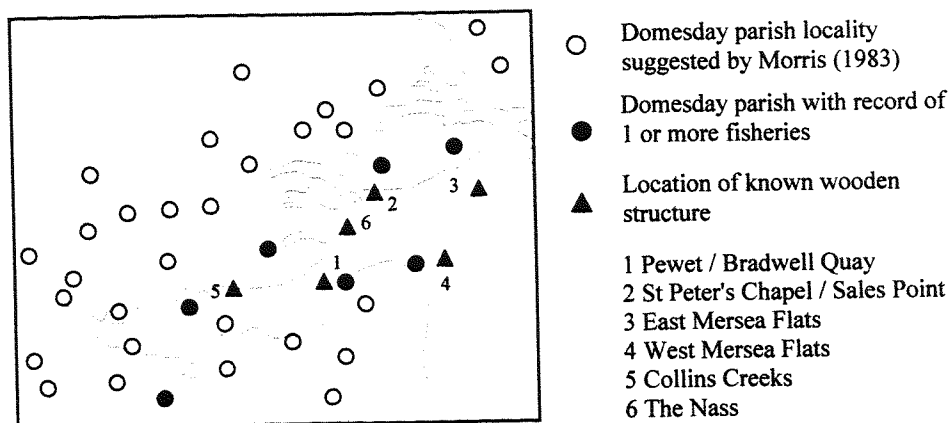 Domesday parish locality
suggested by Morris (1983)
Domesday parish with record of
1 or more fisheries
Location of known wooden
structure
1 Pewet / Bradwell Quay
2 St Peter's Chapel / Sales Point
3 East Mersea Flats
4 West Mersea Flats
5 Collins Creeks
6 The Nass
3
2
6
1
4
5